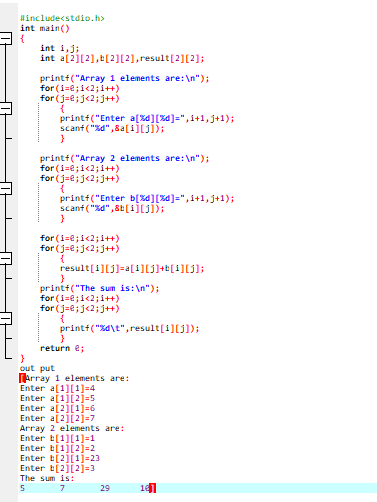 #include<stdio.h>
int main()
{
int i,j;
int a[2][2],b[2][2],result[2][2];
printf("Array 1 elements are:\n");
for(i=0;i<2;i++)
for(j=0;j<2;j++)
{
printf("Enter a[%d][%d]=",i+1,j+1);
scanf("%d",&a[i][j]);
}
printf("Array 2 elements are:\n");
for(i=0;i<2;i++)
for(j=0;j<2;j++)
{
printf("Enter b[%d][%d]=",i+1,j+1);
scanf("%d",&b[i][j]);
}
for(i=0;i<2;i++)
for(j=0;j<2;j++)
{
result[i][j]=a[i][j]+b[i][j];
}
printf("The sum is:\n");
for(i=0;i<2;i++)
for(j=0;j<2;j++)
{
printf("%d\t",result[i][j]);
}
return 0;
}
out put
[Array 1 elements are:
Enter a[1][1]=4
Enter a[1][2]=5
Enter a[2][1]=6
Enter a[2][2]=7
Array 2 elements are:
Enter b[1][1]=1
Enter b[1][2]=2
Enter b[2][1]=23
Enter b[2][2]=3
The sum is:
5 7 29 10]